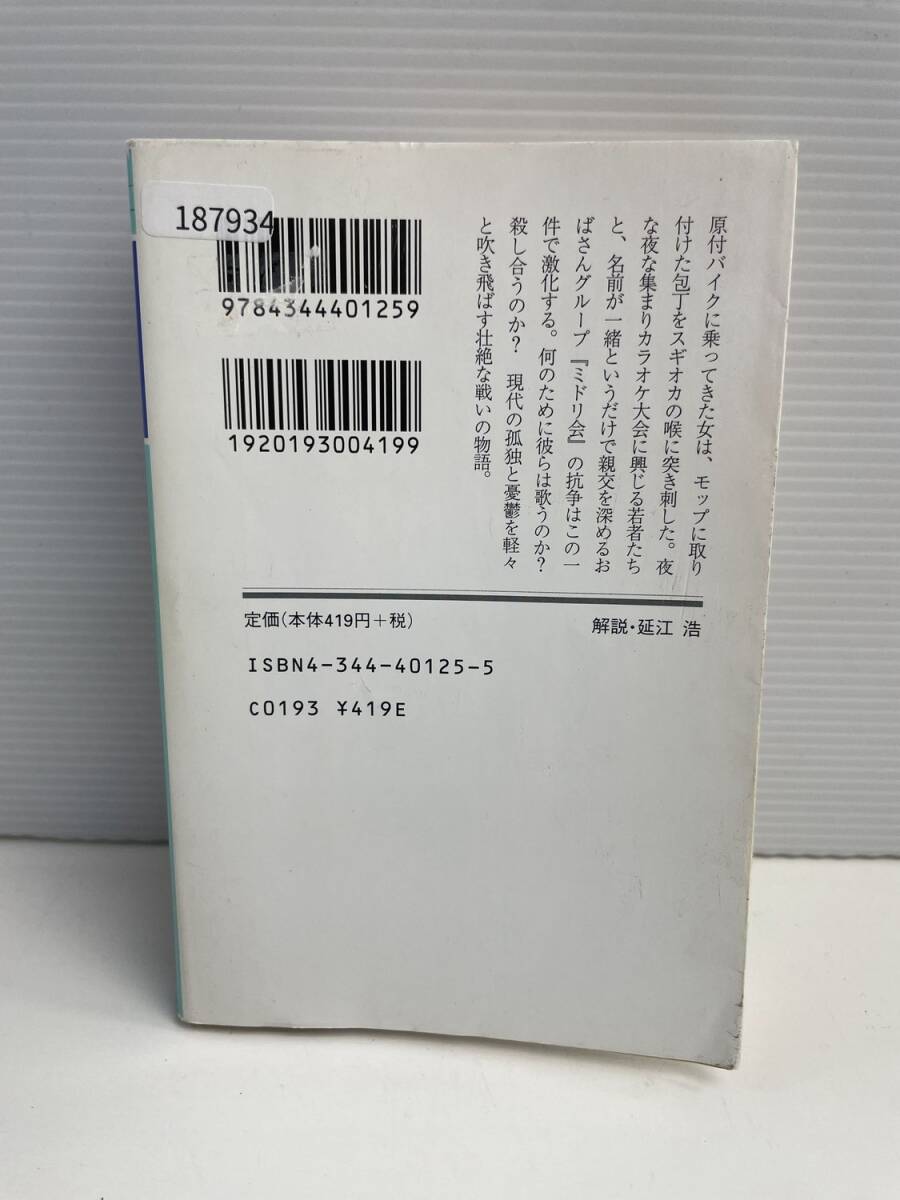 187934
9784344401259
1920193004199
原付バイクに乗ってきた女は、モップに取り
付けた包丁をスギオカの喉に突き刺した。夜
な夜な集まりカラオケ大会に興じる若者たち
と、名前が一緒というだけで親交を深めるお
ばさんグループ『ミドリ会』の抗争はこの一
件で激化する。何のために彼らは歌うのか?
殺し合うのか? 現代の孤独と憂鬱を軽々
と吹き飛ばす壮絶な戦いの物語。
定価(本体419円+税)
解説・延江 浩
ISBN4-344-40125-5
C0193 ¥419E